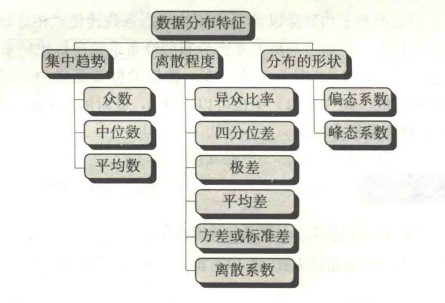 数据分布特征
集中趋势
离散程度
分布的形状
众数
异众比率
偏态系数
中位数
四分位差
峰态系数
平均数
极差
平均差
方差或标准差
离散系数